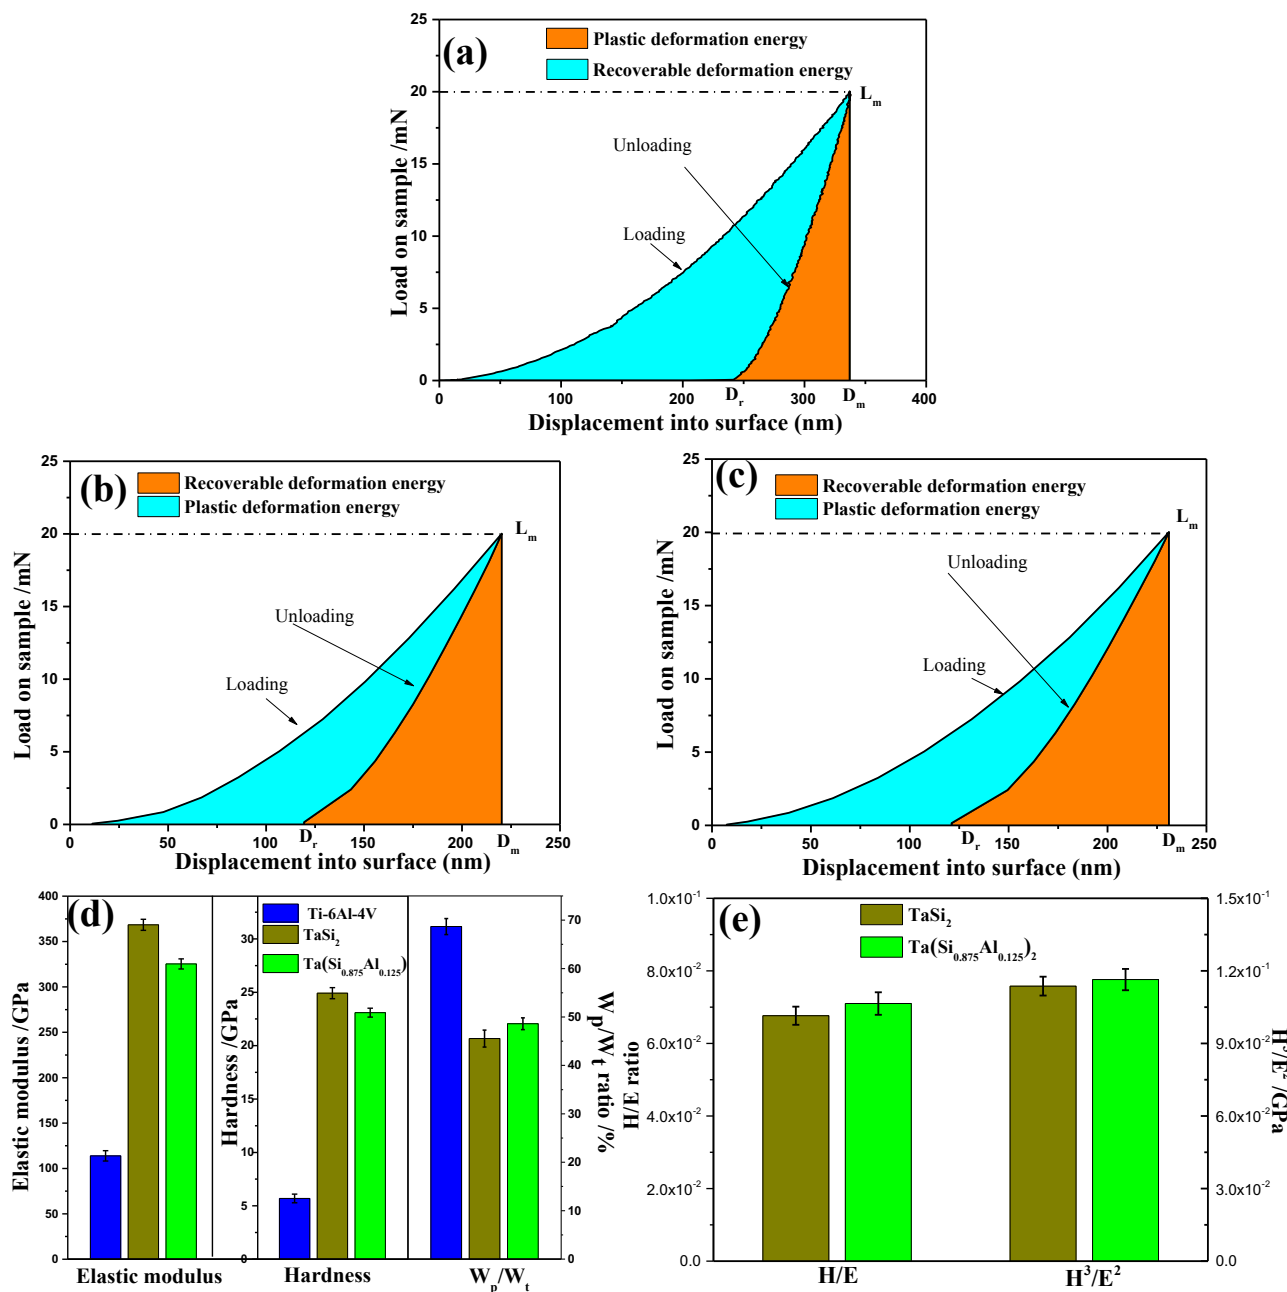 (a)
Plastic deformation energy
Recoverable deformation energy
Lm
Unloading
Loading
Load on sample /mN
0 5 10 15 20 25
0 100 200 300 400
Dr Dm
Displacement into surface (nm)
(b)
Recoverable deformation energy
Plastic deformation energy
Lm
Unloading
Loading
Load on sample /mN
0 5 10 15 20 25
0 50 100 150 200 250
Dr Dm
Displacement into surface (nm)
(c)
Recoverable deformation energy
Plastic deformation energy
Lm
Unloading
Loading
Load on sample /mN
0 5 10 15 20 25
0 50 100 150 200 250
Dr Dm
Displacement into surface (nm)
(d)
Ti-6Al-4V
TaSi2
Ta(Si0.875Al0.125)
Elastic modulus /GPa
0 25 50 75 100 125 150 175 200 225 250 275 300 325 350 375 400
Hardness /GPa
0 5 10 15 20 25 30
Wp/Wt ratio /%
0 10 20 30 40 50 60 70
Elastic modulus
Hardness
Wp/Wt
(e)
TaSi2
Ta(Si0.875Al0.125)2
H/E ratio
0.0 2.0x10-2 4.0x10-2 6.0x10-2 8.0x10-2 1.0x10-1
H3/E2 /GPa
0.0 3.0x10-2 6.0x10-2 9.0x10-2 1.2x10-1 1.5x10-1
H/E
H3/E2